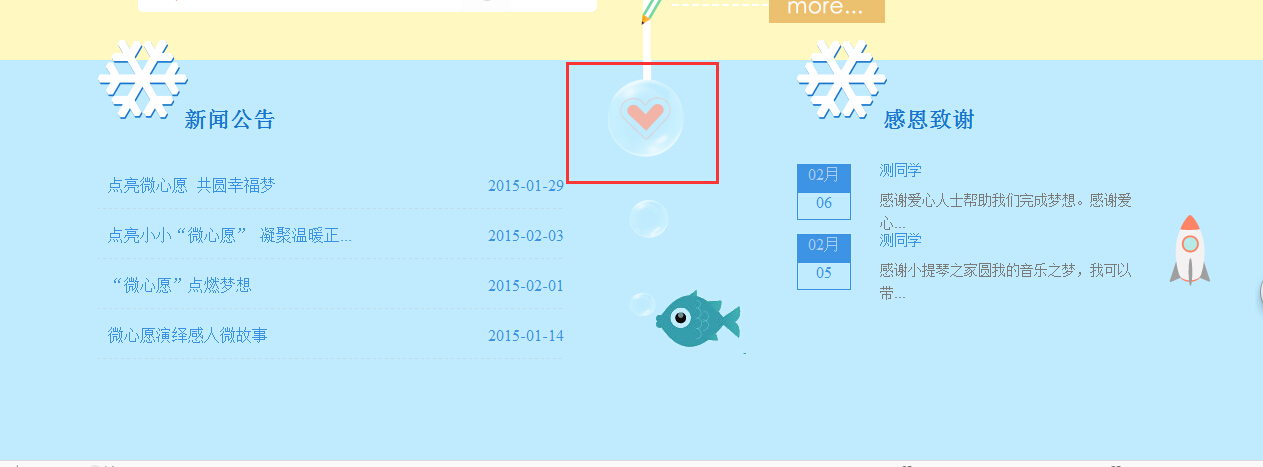 more...
新闻公告
点亮微心愿 共圆幸福梦 2015-01-29
点亮小小“微心愿” 凝聚温暖正... 2015-02-03
“微心愿”点燃梦想 2015-02-01
微心愿演绎感人微故事 2015-01-14
感恩致谢
02月
06
测同学
感谢爱心人士帮助我们完成梦想。感谢爱
心...
02月
05
测同学
感谢小提琴之家圆我的音乐之梦，我可以
带...